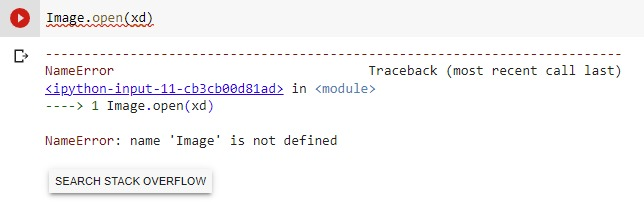 Image.open(xd)
---------------------------------------------------------------------------
NameError                                 Traceback (most recent call last)
<ipython-input-11-cb3cb00d81ad> in <module>
----> 1 Image.open(xd)

NameError: name 'Image' is not defined
SEARCH STACK OVERFLOW